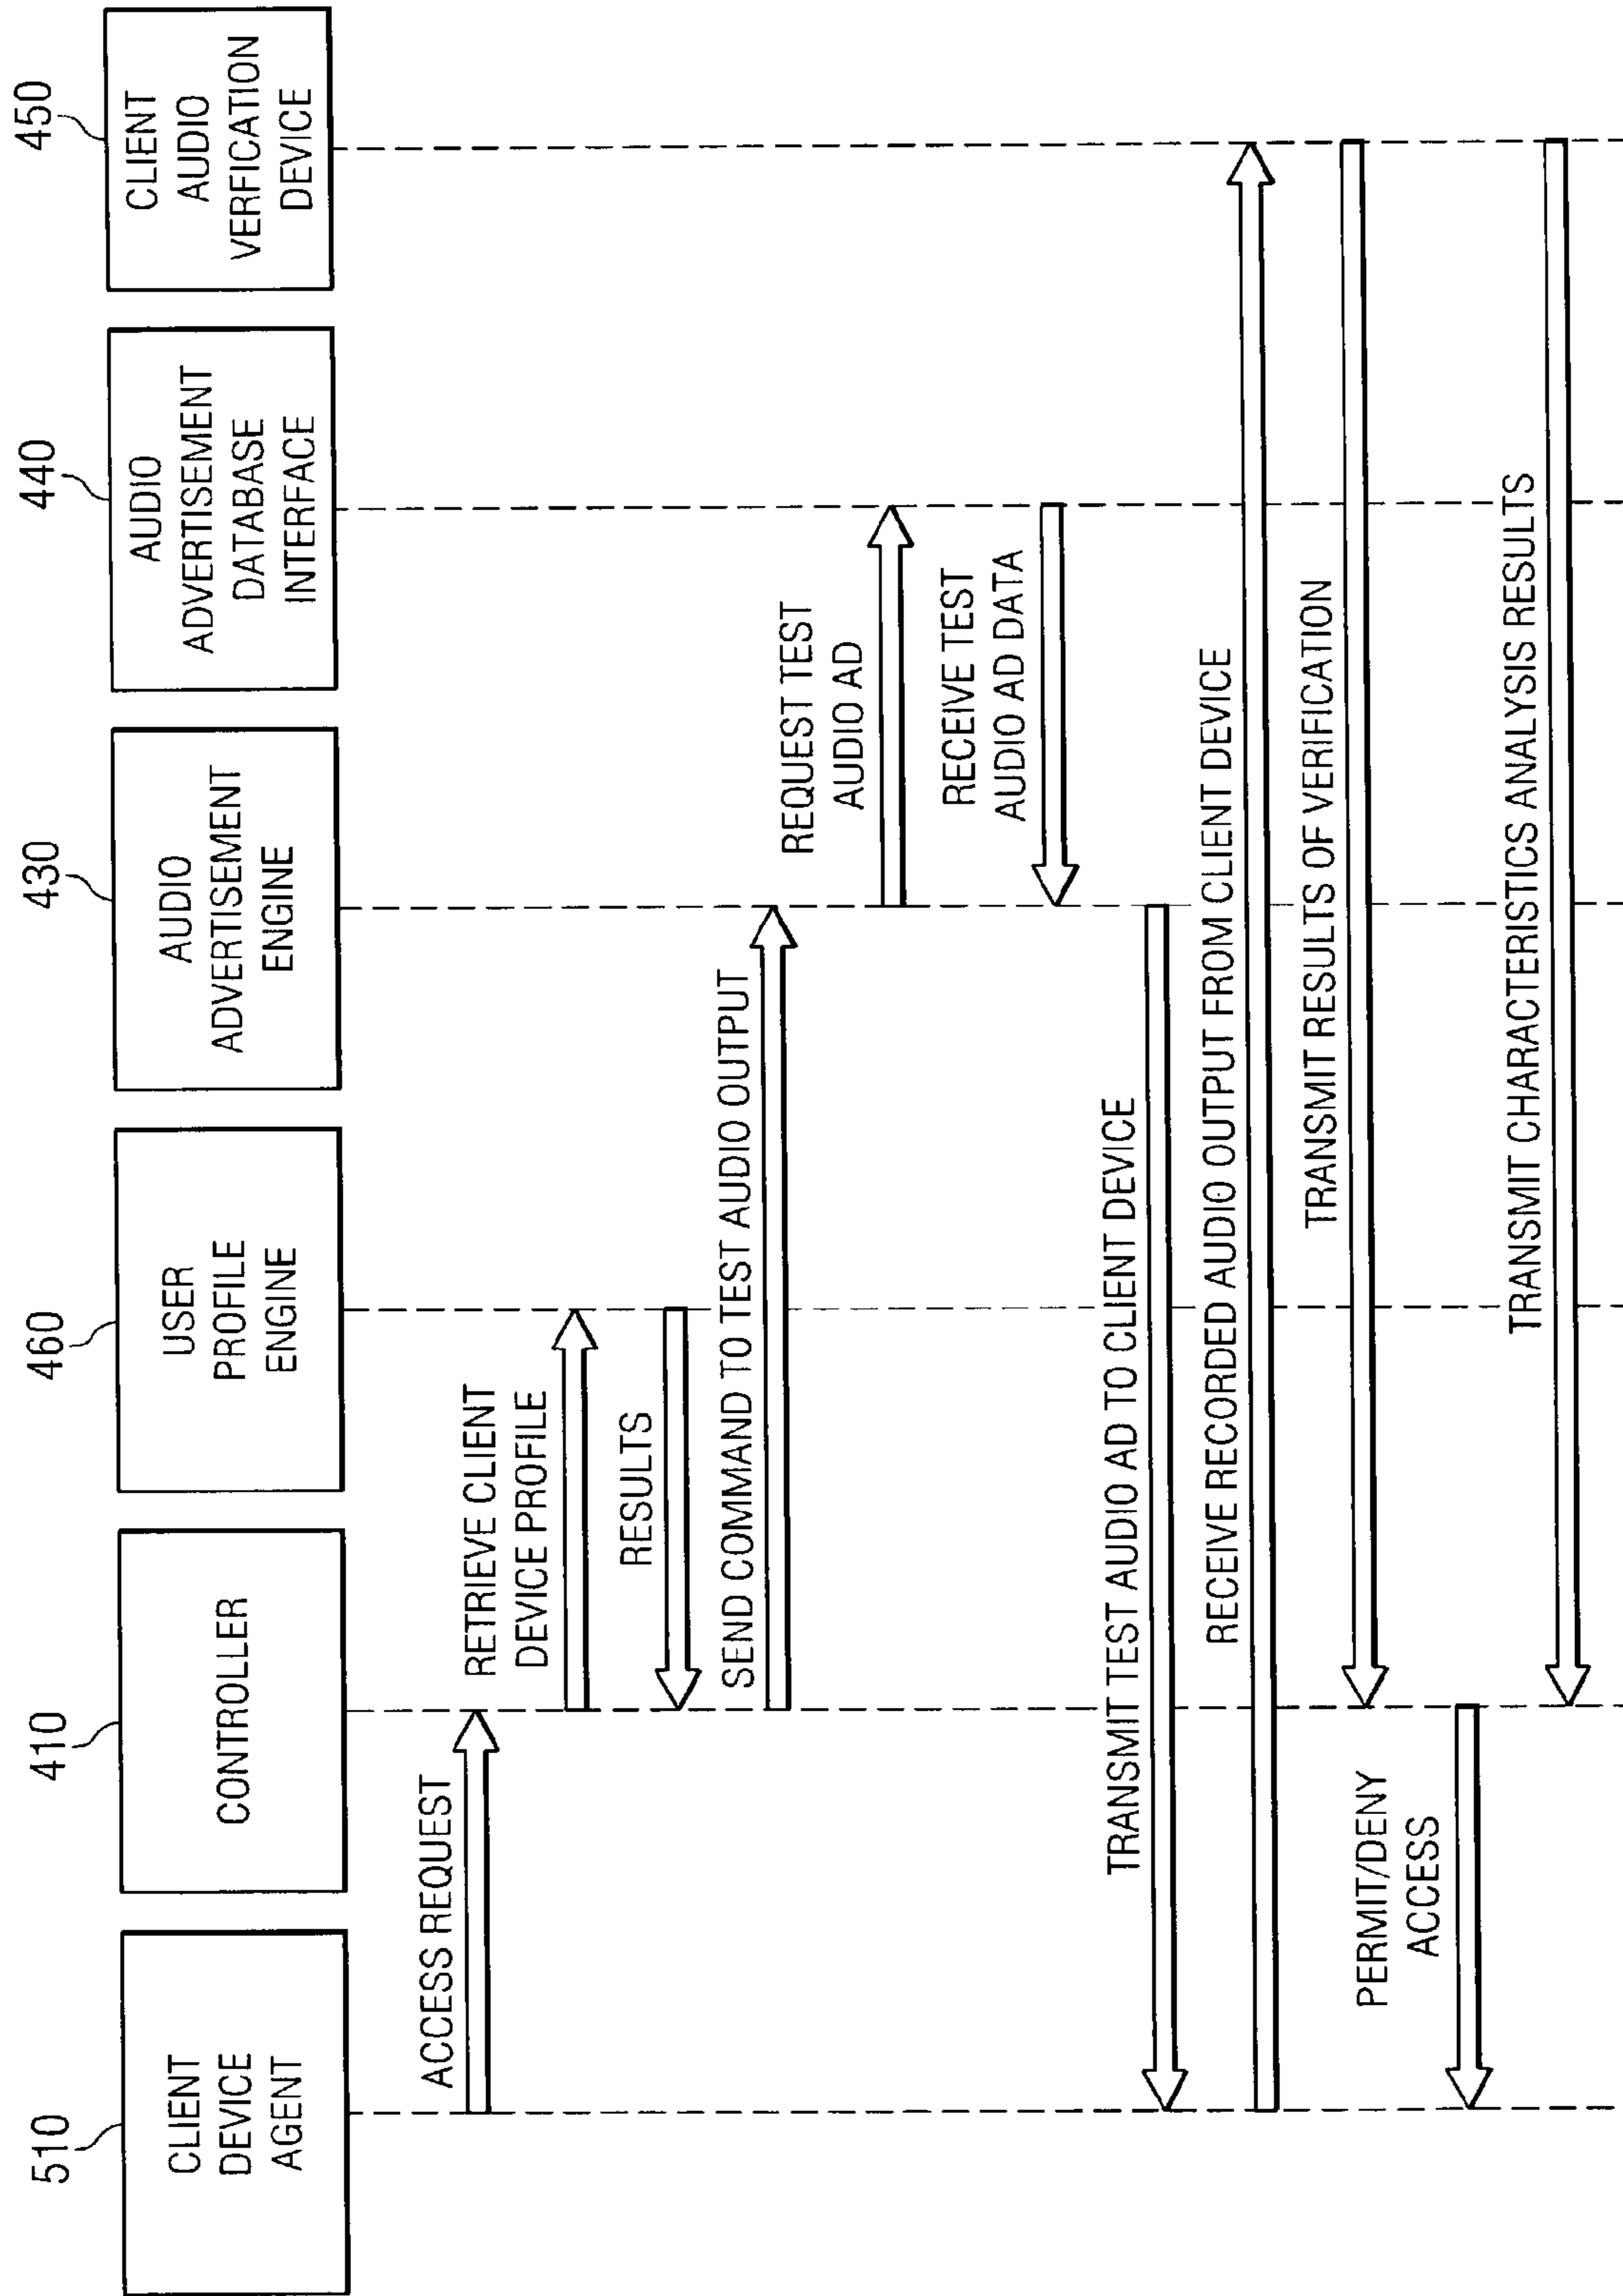 510
CLIENT
DEVICE
AGENT
410
CONTROLLER
460
USER
PROFILE
ENGINE
430
AUDIO
ADVERTISEMENT
ENGINE
440
AUDIO
ADVERTISEMENT
DATABASE
INTERFACE
450
CLIENT
AUDIO
VERFICATION
DEVICE
ACCESS REQUEST
RETRIEVE CLIENT
DEVICE PROFILE
RESULTS
SEND COMMAND TO TEST AUDIO OUTPUT
REQUEST TEST
AUDIO AD
RECEIVE TEST
AUDIO AD DATA
TRANSMIT TEST AUDIO AD TO CLIENT DEVICE
RECEIVE RECORDED AUDIO OUTPUT FROM CLIENT DEVICE
TRANSMIT RESULTS OF VERIFICATION
PERMIT/DENY
ACCESS
TRANSMIT CHARACTERISTICS ANALYSIS RESULTS